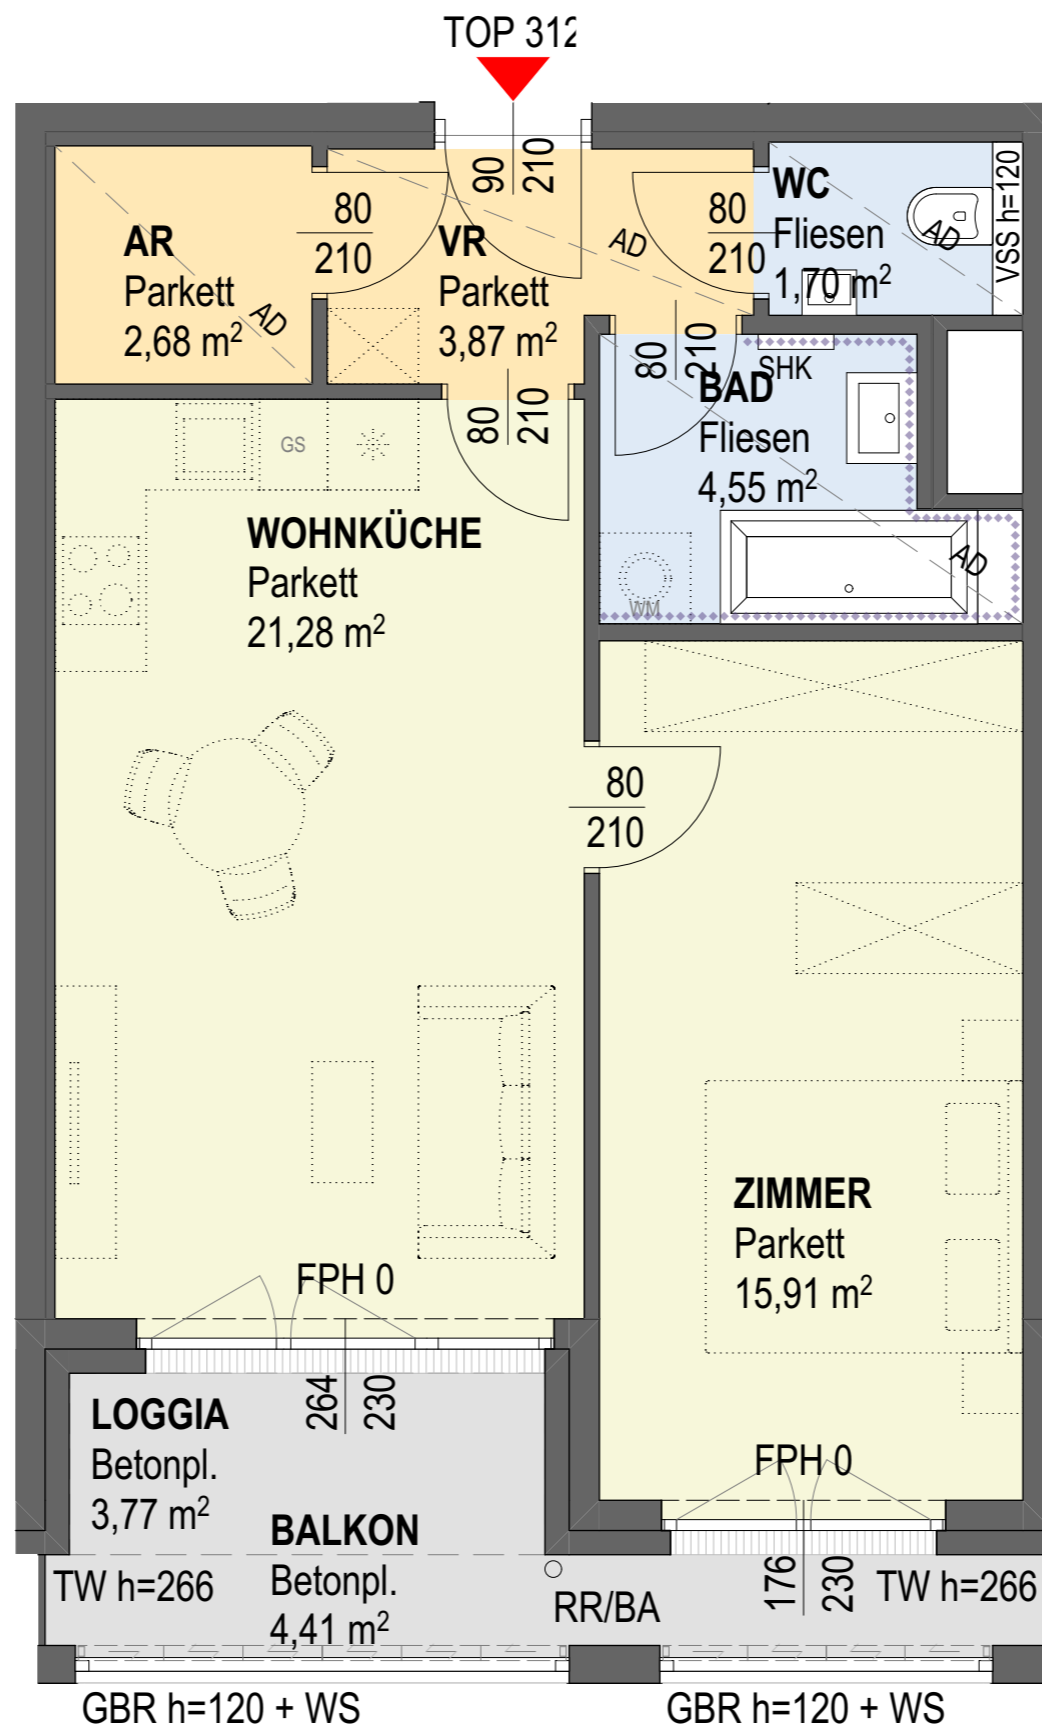 TOP 312
90
210
AR
Parkett
2,68 m²
AD
80
210
VR
Parkett
3,87 m²
AD
80
210
WC
Fliesen
1,70 m²
AD
VSS h=120
80
210
80
210
SHK
BAD
Fliesen
4,55 m²
AD
WM
GS
WOHNKÜCHE
Parkett
21,28 m²
80
210
ZIMMER
Parkett
15,91 m²
FPH 0
264
230
FPH 0
176
230
LOGGIA
Betonpl.
3,77 m²
BALKON
Betonpl.
4,41 m²
TW h=266
RR/BA
TW h=266
GBR h=120 + WS
GBR h=120 + WS